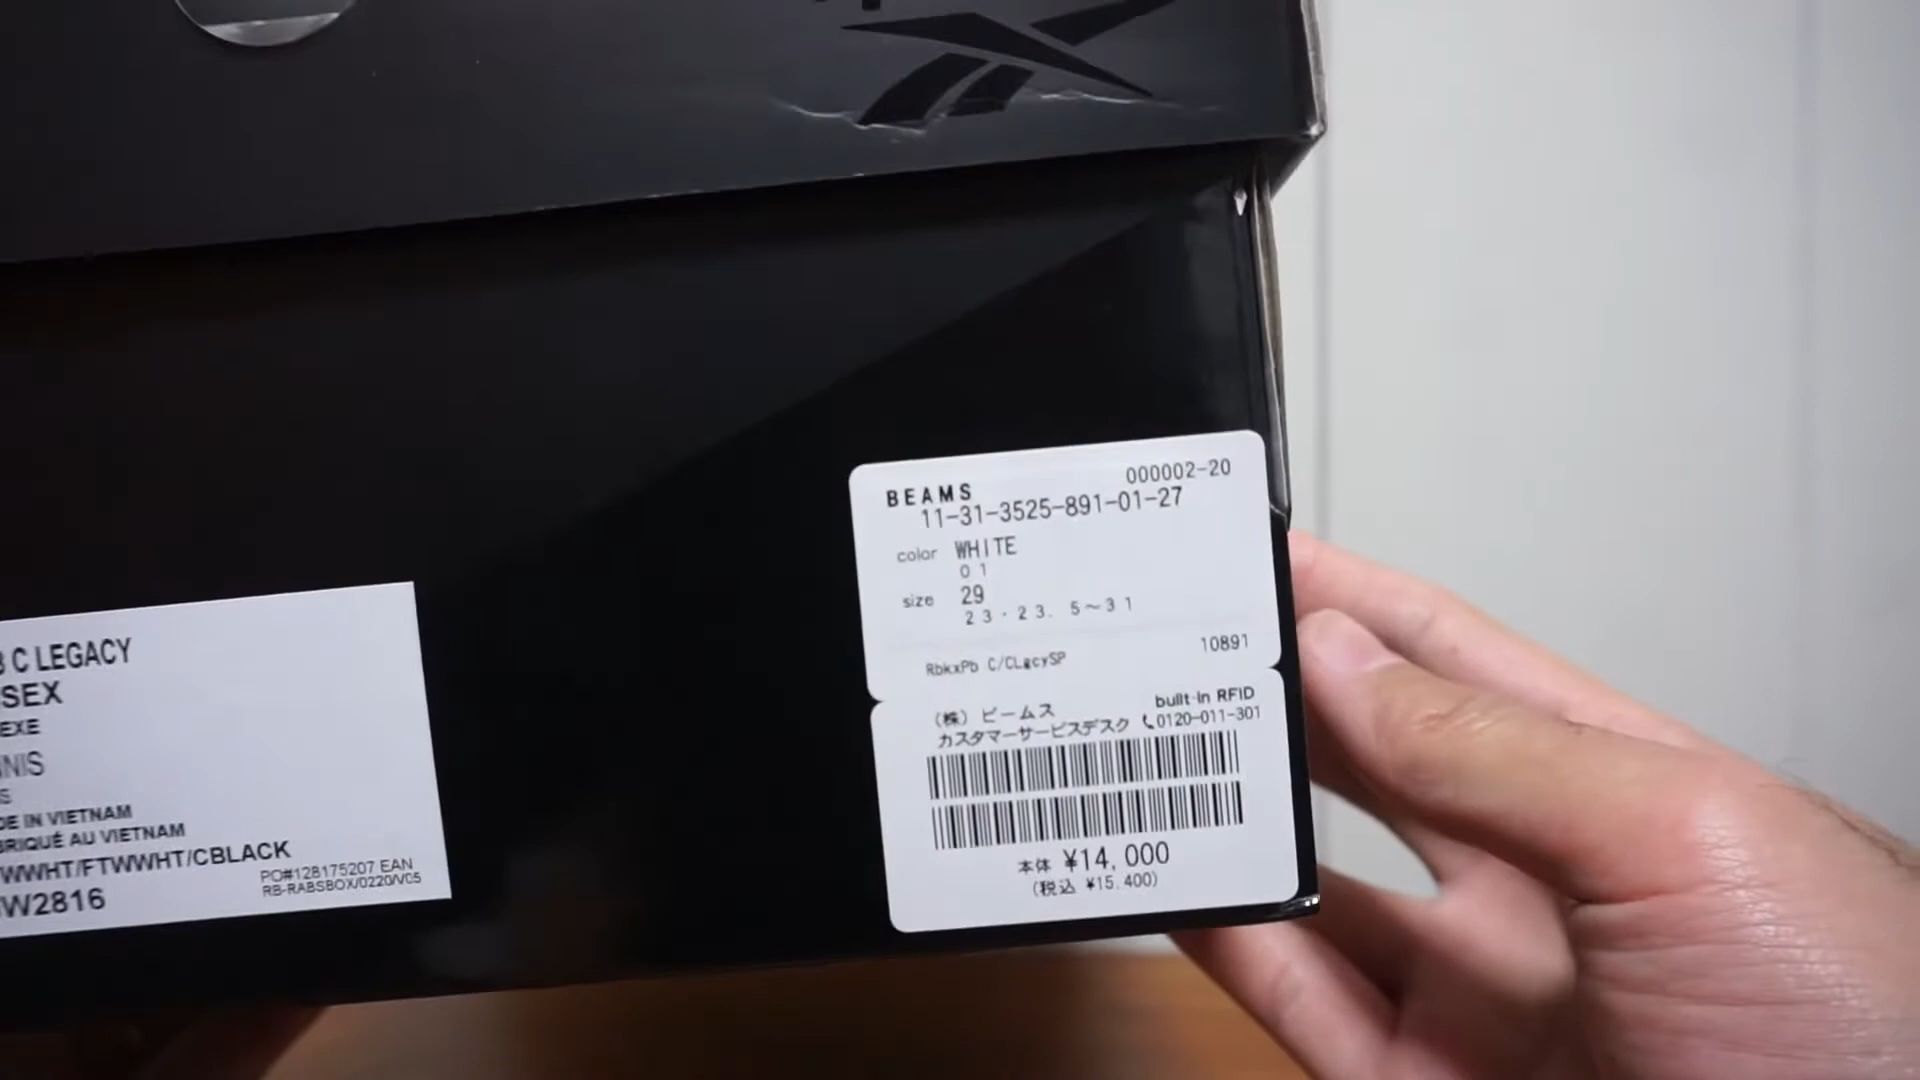 C LEGACY
SEX
EXE
NIS
S
DE IN VIETNAM
BRIQUÉ AU VIETNAM
WWHT/FTWWHT/CBLACK
PO#128175207 EAN
W2816
RB-RABSBOX/0220/V05
BEAMS
000002-20
11-31-3525-891-01-27
color WHITE
01
size 29
23・23.5~31
10891
RbkxPb C/CLgcySP
built-in RFID
(株) ビームス
カスタマーサービスデスク 0120-011-301
本体 ¥14,000
(税込 ¥15,400)